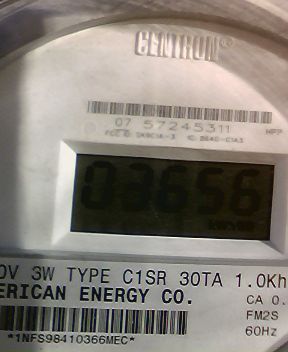 CENTRON®
07 57245311
03656
0V 3W TYPE C1SR 30TA 1.0Kh
ERICAN ENERGY CO.
CA 0.
FM2S
60Hz
*1NFS98410366MEC*